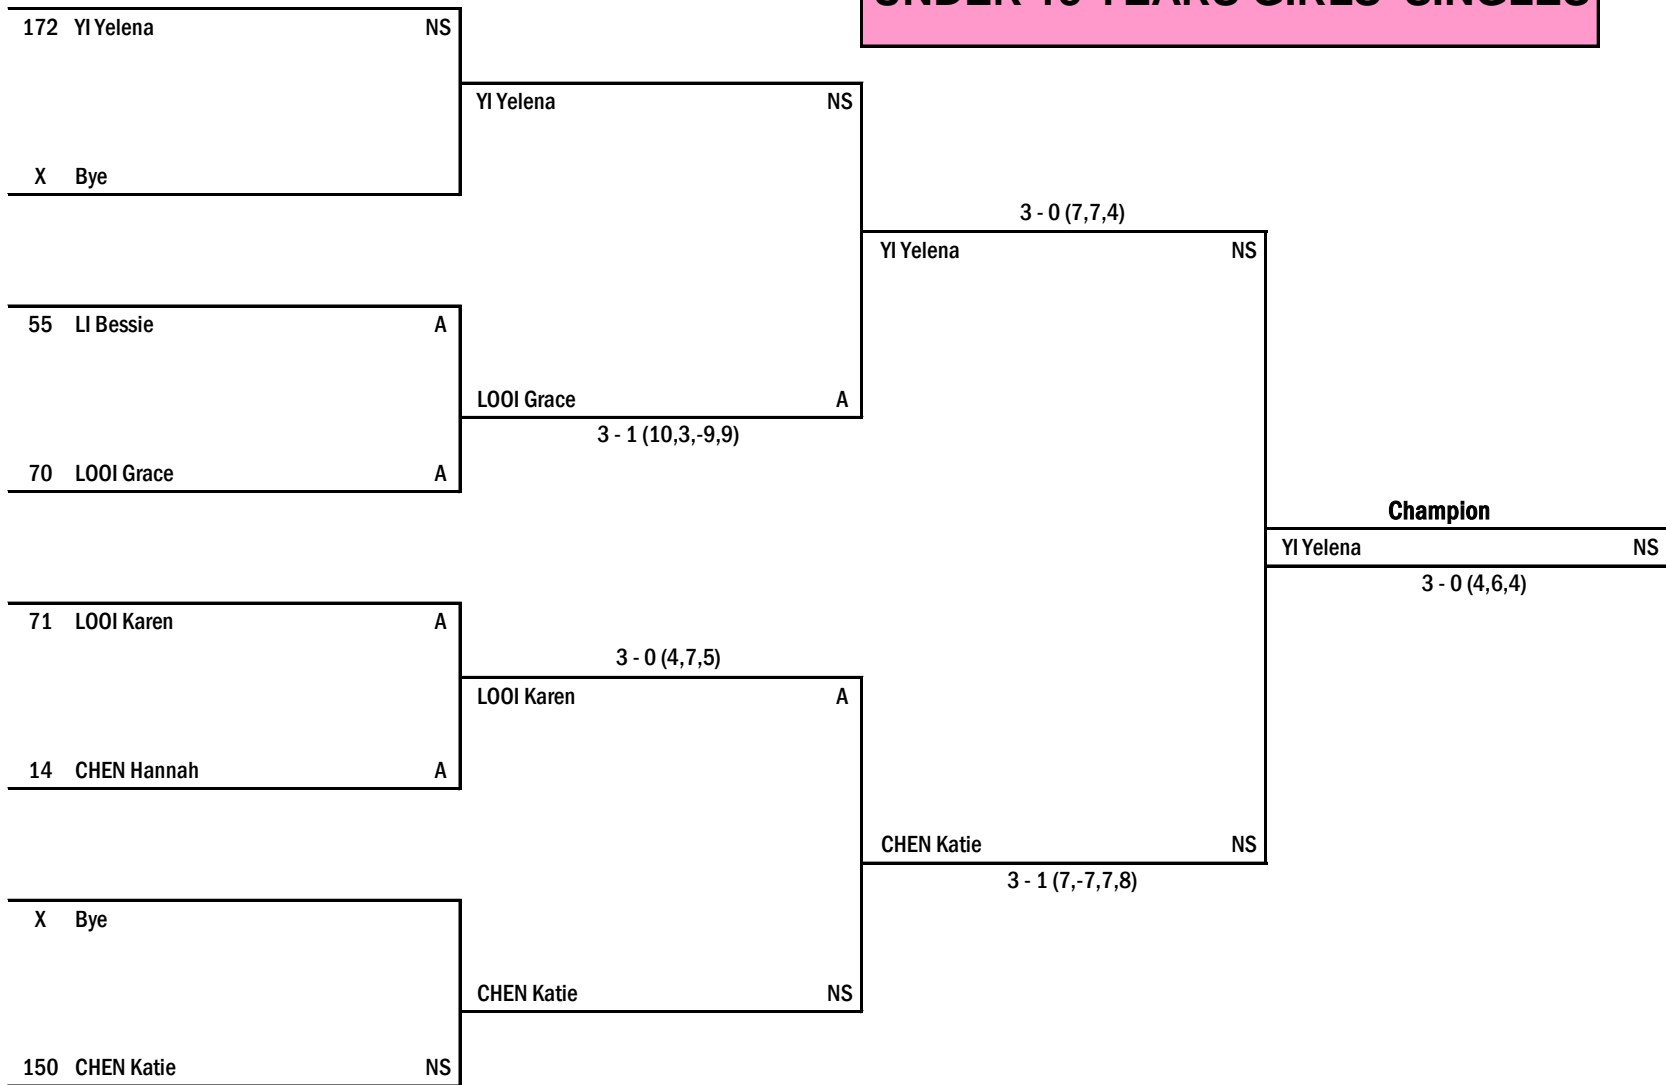 UNDER YEARS GIRLS' SINGLES
172 YI Yelena NS
YI Yelena NS
X Bye
3 - 0 (7,7,4)
YI Yelena NS
55 LI Bessie A
LOOI Grace A
3 - 1 (10,3,-9,9)
70 LOOI Grace A
Champion
YI Yelena NS
3 - 0 (4,6,4)
71 LOOI Karen A
3 - 0 (4,7,5)
LOOI Karen A
14 CHEN Hannah A
CHEN Katie NS
3 - 1 (7,-7,7,8)
X Bye
CHEN Katie NS
150 CHEN Katie NS